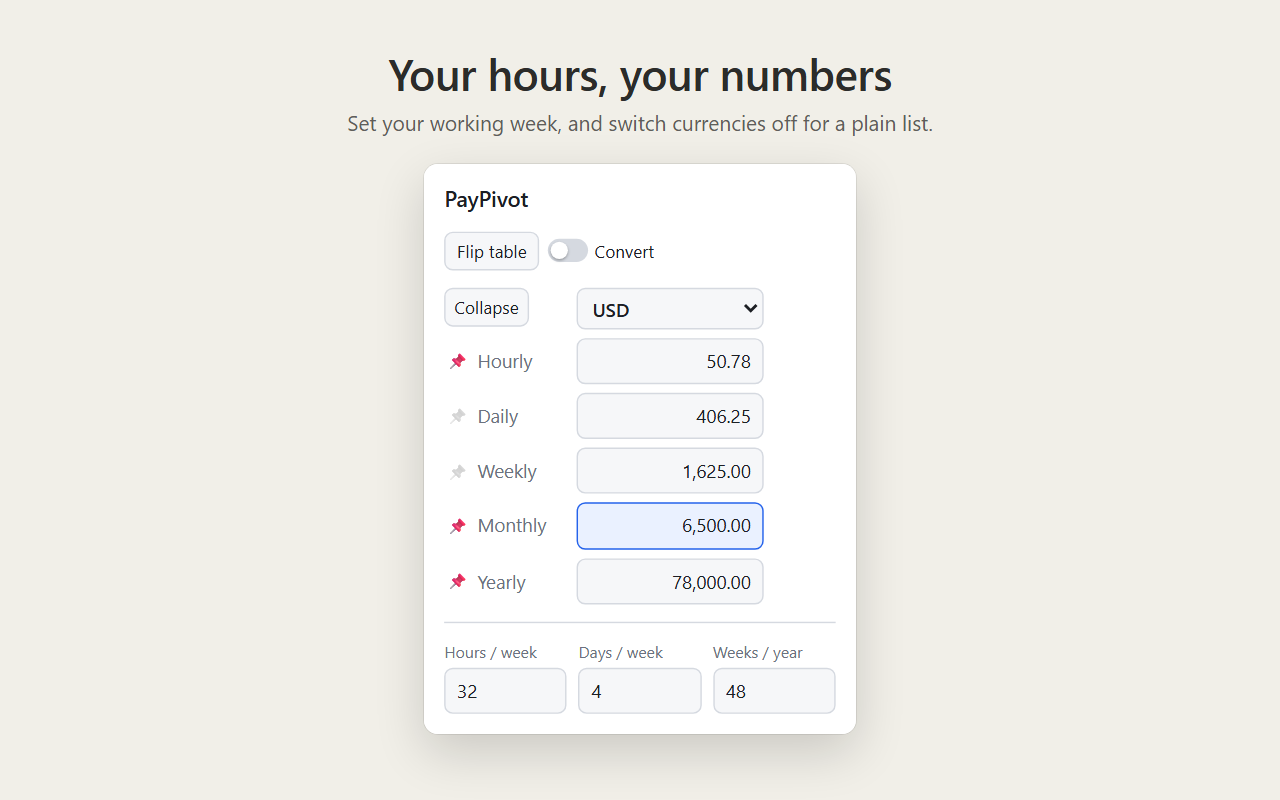 Your hours, your numbers
Set your working week, and switch currencies off for a plain list.
PayPivot
Flip table Convert
Collapse USD
Hourly 50.78
Daily 406.25
Weekly 1,625.00
Monthly 6,500.00
Yearly 78,000.00
Hours / week Days / week Weeks / year
32 4 48